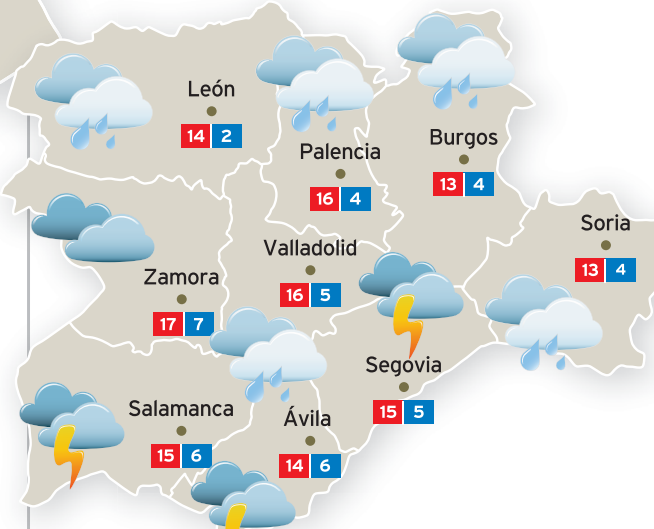 León
14 2
Palencia
16 4
Burgos
13 4
Soria
13 4
Valladolid
16 5
Zamora
17 7
Segovia
15 5
Salamanca
15 6
Ávila
14 6